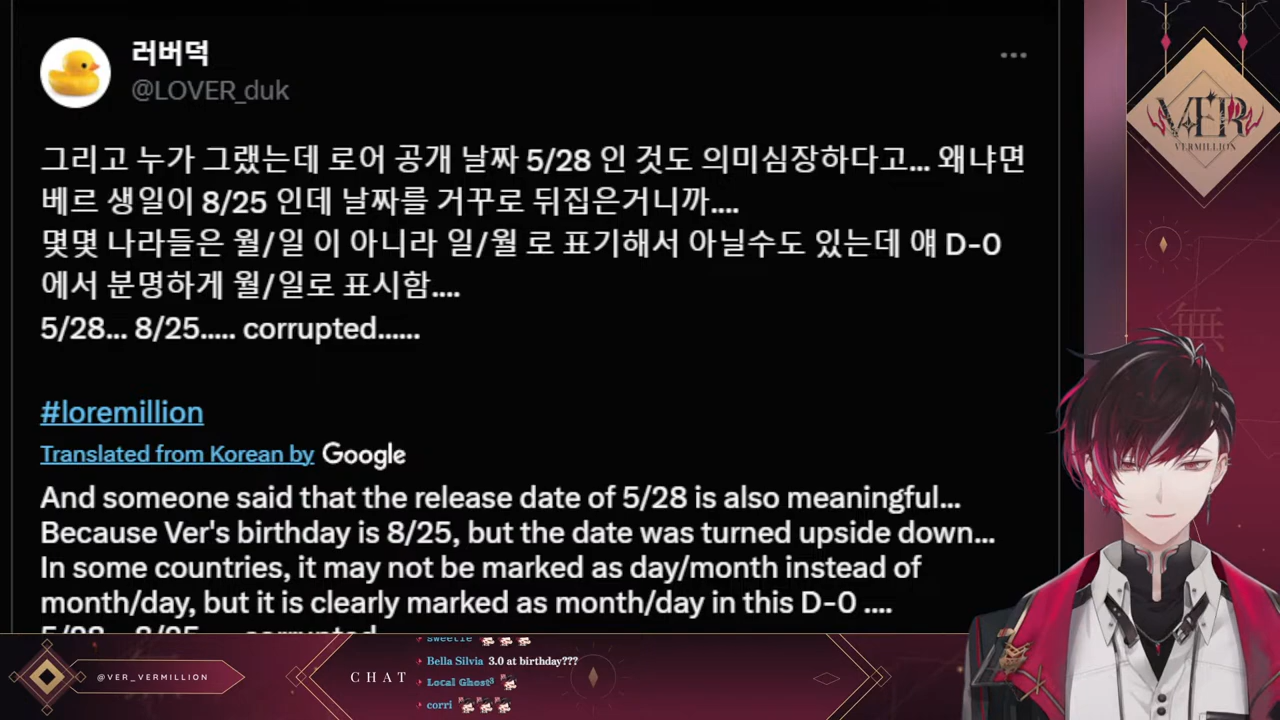 러버덕
@LOVER_duk
그리고 누가 그랬는데 로어 공개 날짜 5/28 인 것도 의미심장하다고... 왜냐면
베르 생일이 8/25 인데 날짜를 거꾸로 뒤집은거니까....
몇몇 나라들은 월/일 이 아니라 일/월 로 표기해서 아닐수도 있는데 얘 D-0
에서 분명하게 월/일로 표시함....
5/28... 8/25..... corrupted......
#loremillion
Translated from Korean by Google
And someone said that the release date of 5/28 is also meaningful...
Because Ver's birthday is 8/25, but the date was turned upside down...
In some countries, it may not be marked as day/month instead of
month/day, but it is clearly marked as month/day in this D-0 ....
5/28... 8/25..... corrupted
VER
VERMILLION
無
@VER_VERMILLION
CHAT
sweetie
Bella Silvia 3.0 at birthday???
Local Ghost
corri